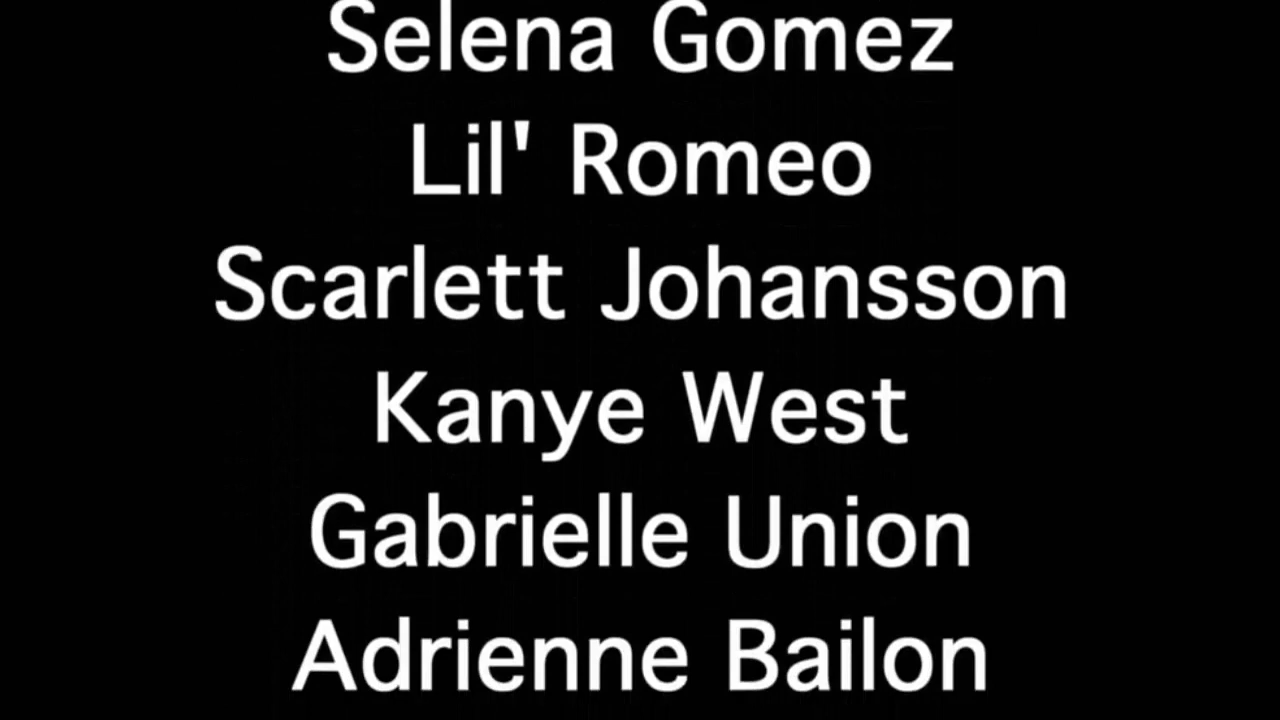 Selena Gomez
Lil' Romeo
Scarlett Johansson
Kanye West
Gabrielle Union
Adrienne Bailon